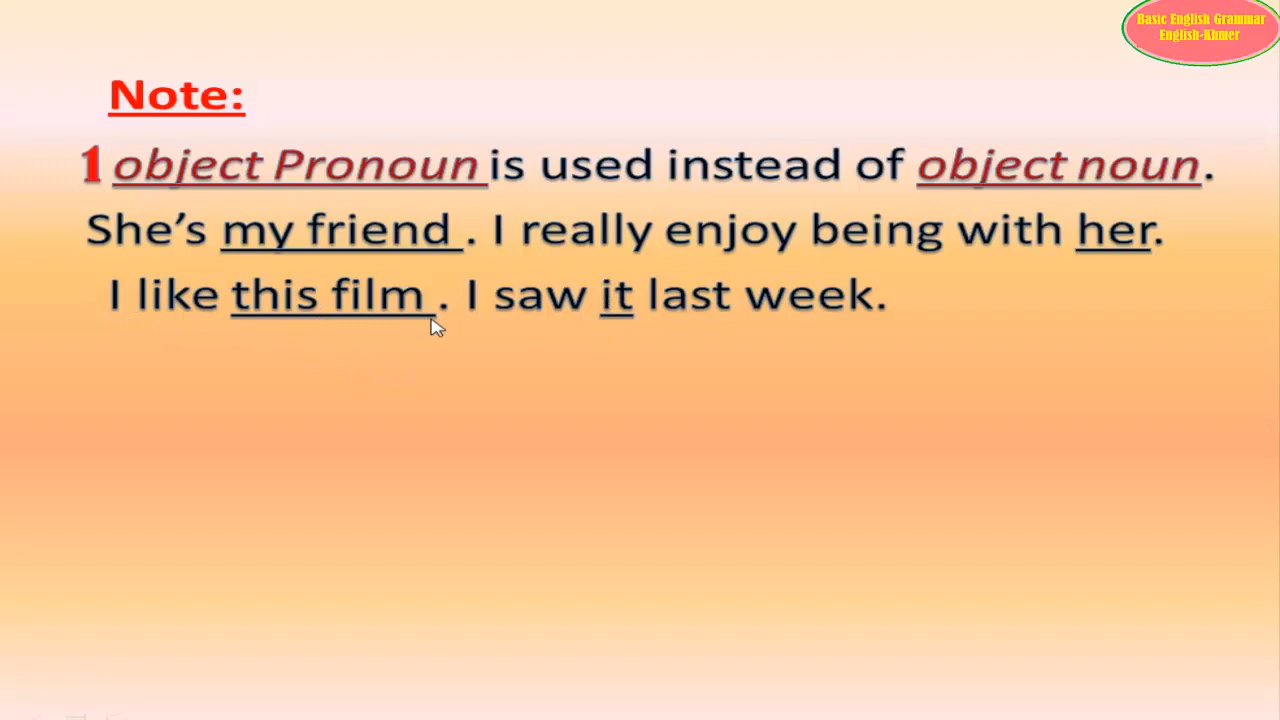 Basic English Grammar
English-Khmer
Note:
1 object Pronoun is used instead of object noun.
She’s my friend . I really enjoy being with her.
I like this film . I saw it last week.